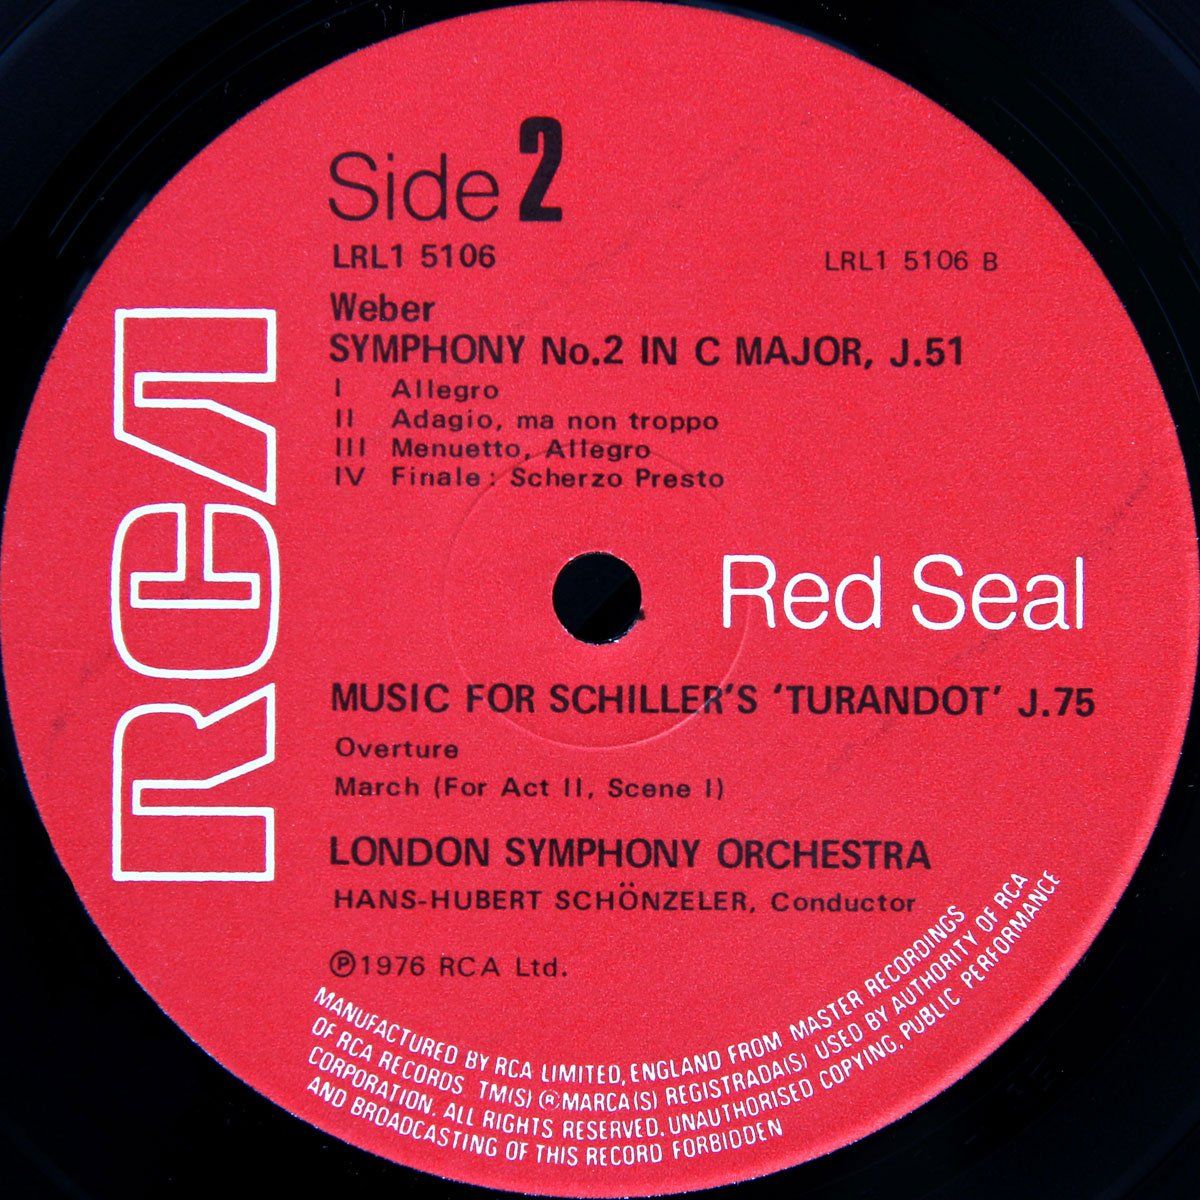 Side 2
LRL1 5106
LRL1 5106 B
Weber
SYMPHONY No.2 IN C MAJOR, J.51
I Allegro
II Adagio, ma non troppo
III Menuetto, Allegro
IV Finale: Scherzo Presto
RCA
Red Seal
MUSIC FOR SCHILLER'S 'TURANDOT' J.75
Overture
March (For Act II, Scene I)
LONDON SYMPHONY ORCHESTRA
HANS-HUBERT SCHÖNZELER, Conductor
℗1976 RCA Ltd.
MANUFACTURED BY RCA LIMITED, ENGLAND FROM MASTER RECORDINGS
OF RCA RECORDS TM(S) ® MARCA(S) REGISTRADA(S) USED BY AUTHORITY OF RCA
CORPORATION. ALL RIGHTS RESERVED. UNAUTHORISED COPYING, PUBLIC PERFORMANCE
AND BROADCASTING OF THIS RECORD FORBIDDEN